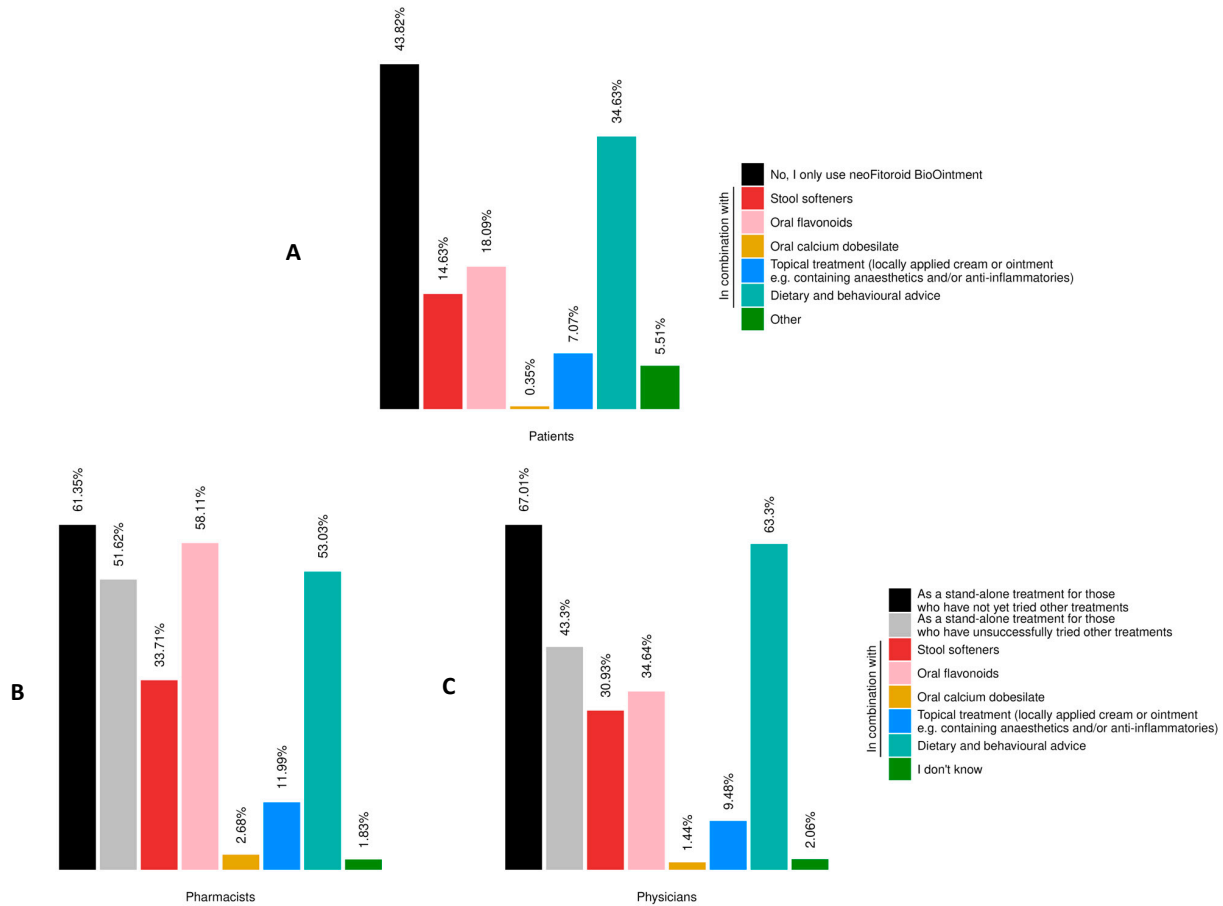 43.82%
14.63%
18.09%
0.35%
7.07%
34.63%
5.51%
A
Patients
In combination with
No, I only use neoFitoroid BioOintment
Stool softeners
Oral flavonoids
Oral calcium dobesilate
Topical treatment (locally applied cream or ointment
e.g. containing anaesthetics and/or anti-inflammatories)
Dietary and behavioural advice
Other
B
61.35%
51.62%
33.71%
58.11%
2.68%
11.99%
53.03%
1.83%
Pharmacists
C
67.01%
43.3%
30.93%
34.64%
1.44%
9.48%
63.3%
2.06%
Physicians
In combination with
As a stand-alone treatment for those
who have not yet tried other treatments
As a stand-alone treatment for those
who have unsuccessfully tried other treatments
Stool softeners
Oral flavonoids
Oral calcium dobesilate
Topical treatment (locally applied cream or ointment
e.g. containing anaesthetics and/or anti-inflammatories)
Dietary and behavioural advice
I don't know